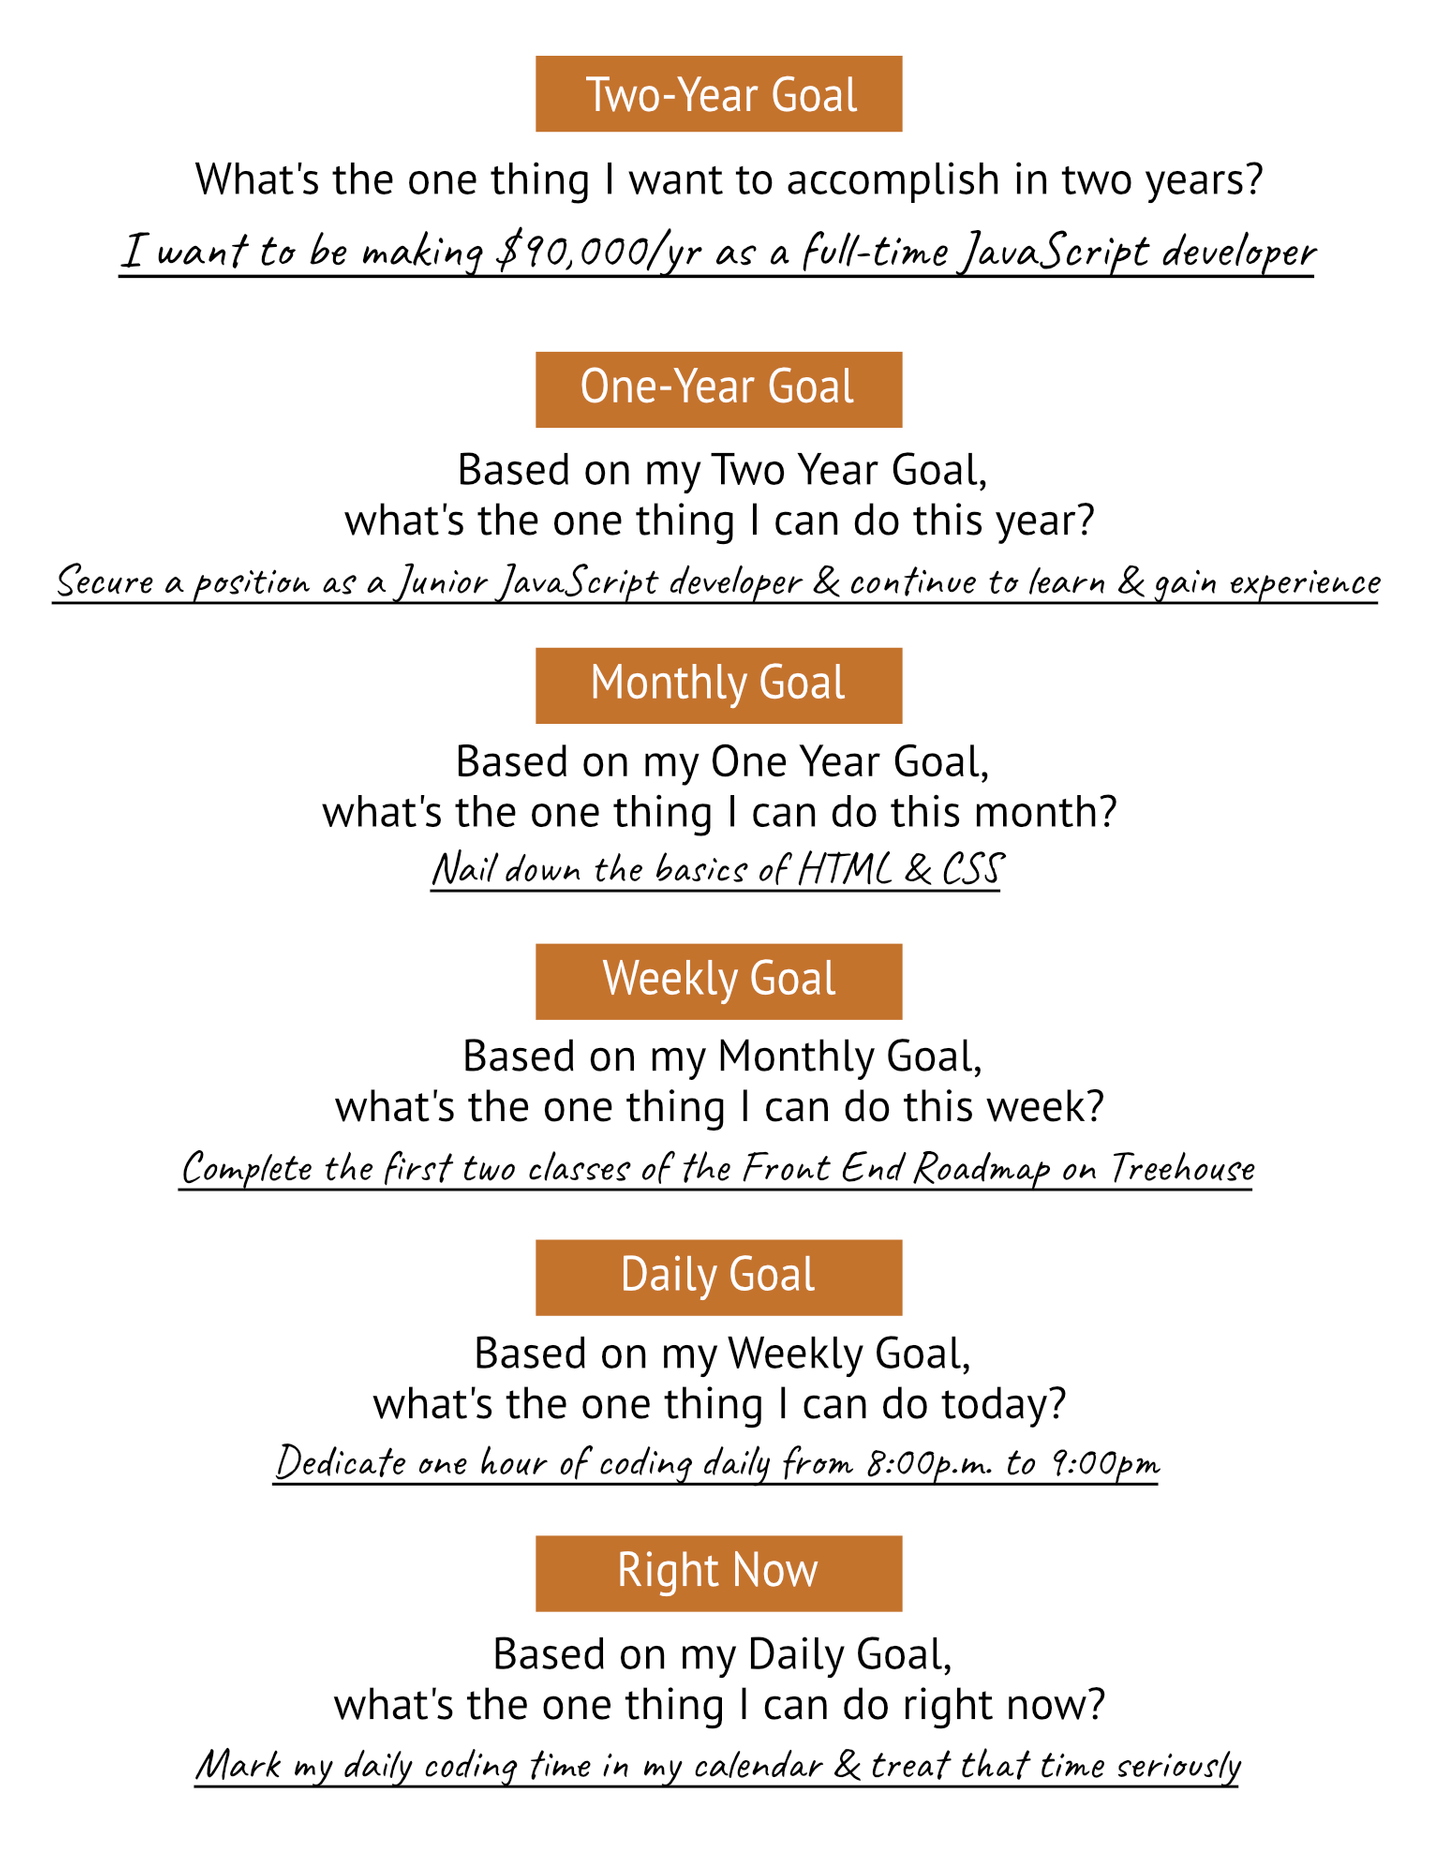 Two-Year Goal
What's the one thing I want to accomplish in two years?
I want to be making $90,000/yr as a full-time JavaScript developer
One-Year Goal
Based on my Two Year Goal,
what's the one thing I can do this year?
Secure a position as a Junior JavaScript developer & continue to learn & gain experience
Monthly Goal
Based on my One Year Goal,
what's the one thing I can do this month?
Nail down the basics of HTML & CSS
Weekly Goal
Based on my Monthly Goal,
what's the one thing I can do this week?
Complete the first two classes of the Front End Roadmap on Treehouse
Daily Goal
Based on my Weekly Goal,
what's the one thing I can do today?
Dedicate one hour of coding daily from 8:00p.m. to 9:00pm
Right Now
Based on my Daily Goal,
what's the one thing I can do right now?
Mark my daily coding time in my calendar & treat that time seriously